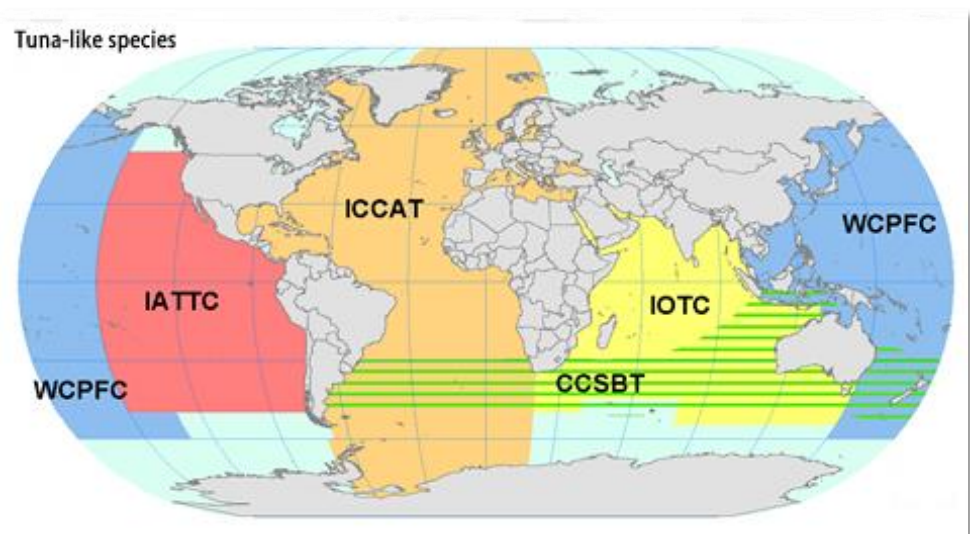 Tuna-like species
ICCAT
WCPFC
IATTC
IOTC
CCSBT
WCPFC